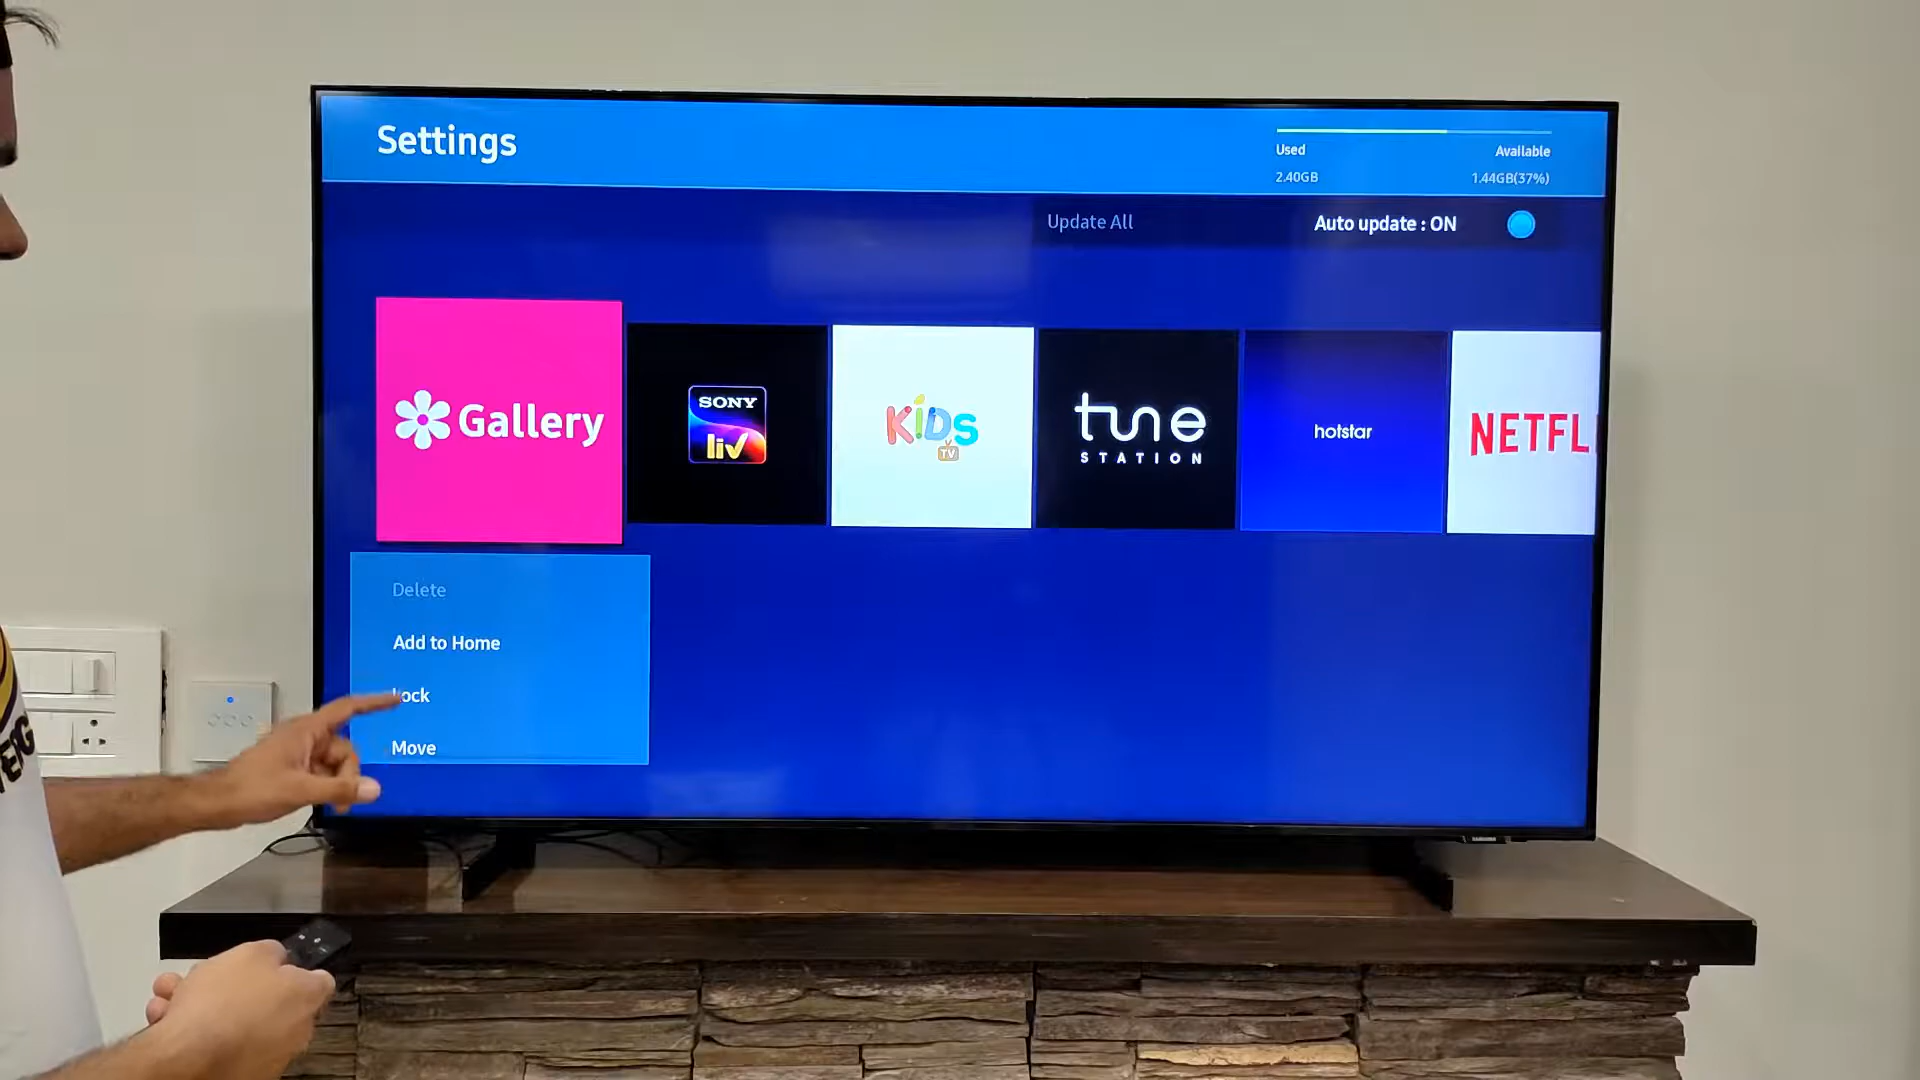 Settings
Used
Available
2.40GB
1.44GB(37%)
Update All
Auto update : ON
Gallery
SONY
liv
KiDS
TV
tune
STATION
hotstar
NETFL
Delete
Add to Home
Lock
Move